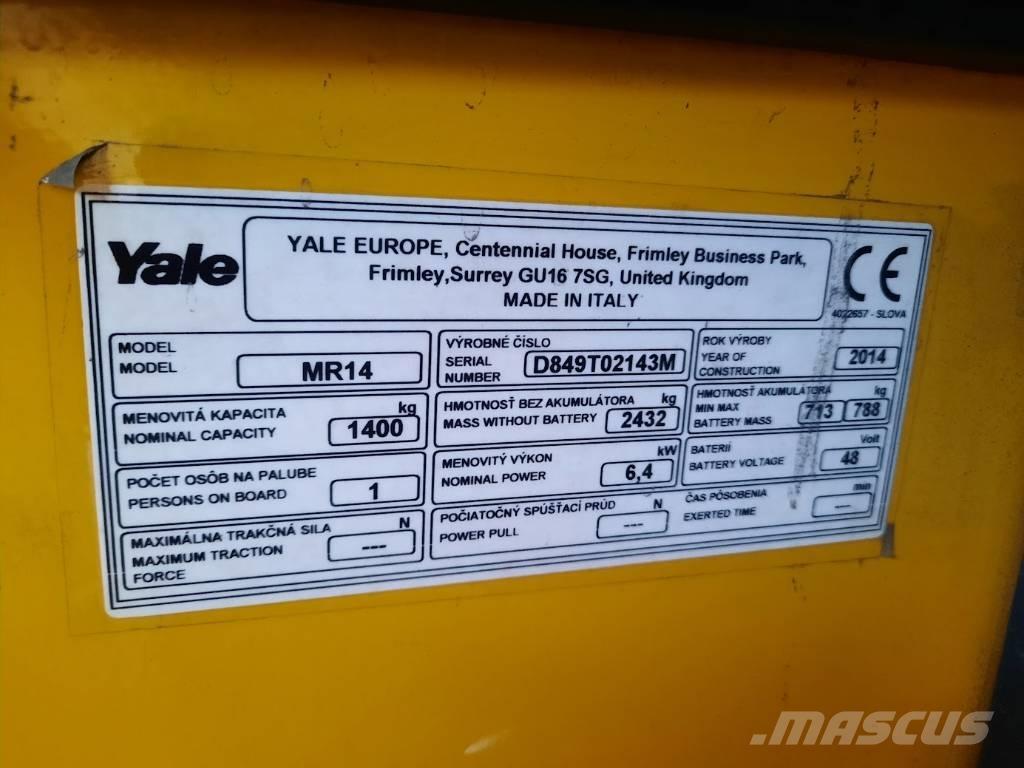 Yale
YALE EUROPE, Centennial House, Frimley Business Park,
Frimley,Surrey GU16 7SG, United Kingdom
MADE IN ITALY
CE
4022657 - SLOVA
MODEL
MODEL
MR14
VÝROBNÉ ČÍSLO
SERIAL
NUMBER
D849T02143M
ROK VÝROBY
YEAR OF
CONSTRUCTION
2014
MENOVITÁ KAPACITA
NOMINAL CAPACITY
kg
1400
HMOTNOSŤ BEZ AKUMULÁTORA
MASS WITHOUT BATTERY
kg
2432
HMOTNOSŤ AKUMULÁTORA
MIN MAX
BATTERY MASS
kg
713
788
POČET OSÔB NA PALUBE
PERSONS ON BOARD
1
MENOVITÝ VÝKON
NOMINAL POWER
kW
6,4
BATERIÍ
BATTERY VOLTAGE
Volt
48
MAXIMÁLNA TRAKČNÁ SILA
MAXIMUM TRACTION
FORCE
N
---
POČIATOČNÝ SPÚŠŤACÍ PRÚD
POWER PULL
N
---
ČAS PÔSOBENIA
EXERTED TIME
min
---
MASCUS